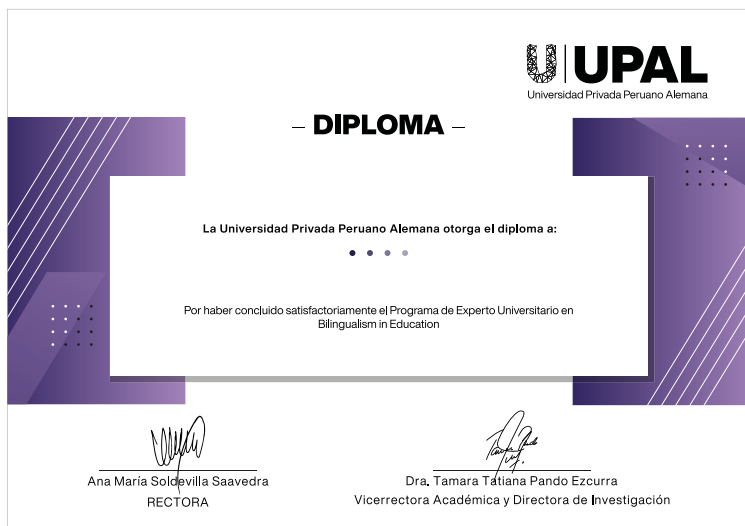 UPAL
Universidad Privada Peruano Alemana
– DIPLOMA –
La Universidad Privada Peruano Alemana otorga el diploma a:
Por haber concluido satisfactoriamente el Programa de Experto Universitario en
Bilingualism in Education
Ana María Soldevilla Saavedra
RECTORA
Dra. Tamara Tatiana Pando Ezcurra
Vicerrectora Académica y Directora de Investigación